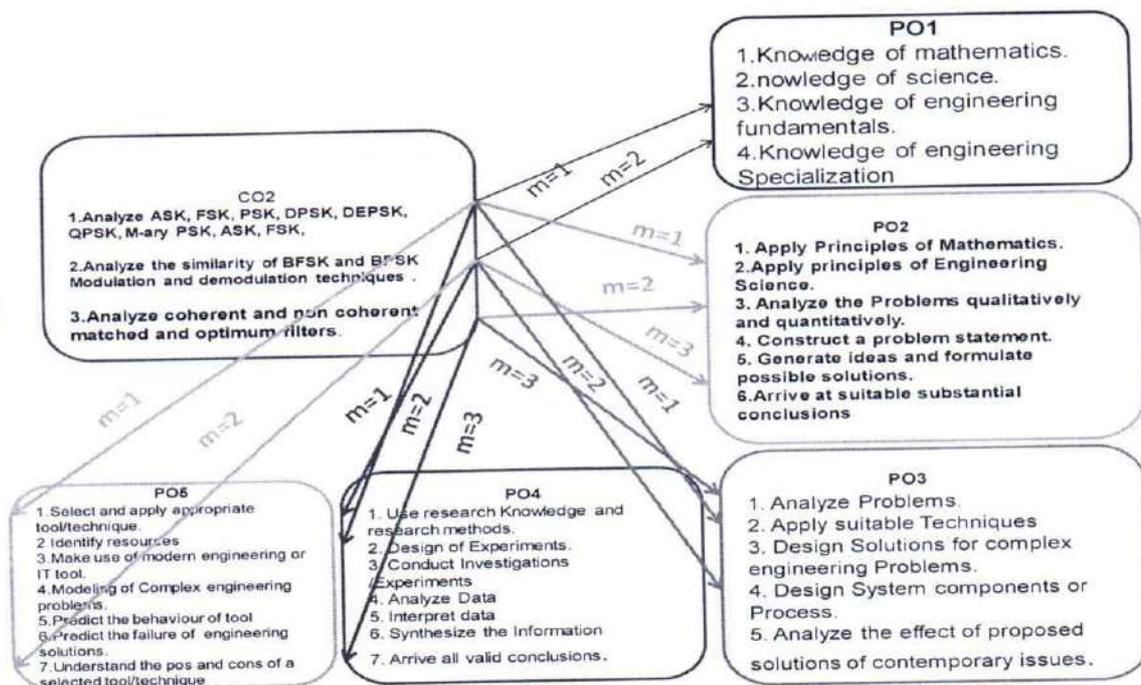 PO1
1.Knowledge of mathematics.
2.nowledge of science.
3.Knowledge of engineering
fundamentals.
4.Knowledge of engineering
Specialization
CO2
1.Analyze ASK, FSK, PSK, DPSK, DEPSK,
QPSK, M-ary PSK, ASK, FSK,
2.Analyze the similarity of BFSK and BPSK
Modulation and demodulation techniques .
3.Analyze coherent and non coherent
matched and optimum filters.
m=1
m=2
m=1
m=2
m=3
PO2
1. Apply Principles of Mathematics.
2.Apply principles of Engineering
Science.
3. Analyze the Problems qualitatively
and quantitatively.
4. Construct a problem statement.
5. Generate ideas and formulate
possible solutions.
6.Arrive at suitable substantial
conclusions
m=1
m=2
m=1
m=2
m=3
m=3
m=2
m=1
PO5
1.Select and apply appropriate
tool/technique.
2 Identify resources
3.Make use of modern engineering or
IT tool.
4.Modeling of Complex engineering
problems.
5.Predict the behaviour of tool
6.Predict the failure of engineering
solutions.
7.Understand the pos and cons of a
selected tool/technique
PO4
1. Use research Knowledge and
research methods.
2. Design of Experiments.
3. Conduct Investigations
/Experiments
4. Analyze Data
5. Interpret data
6. Synthesize the Information
7. Arrive all valid conclusions.
PO3
1. Analyze Problems.
2. Apply suitable Techniques
3. Design Solutions for complex
engineering Problems.
4. Design System components or
Process.
5. Analyze the effect of proposed
solutions of contemporary issues.